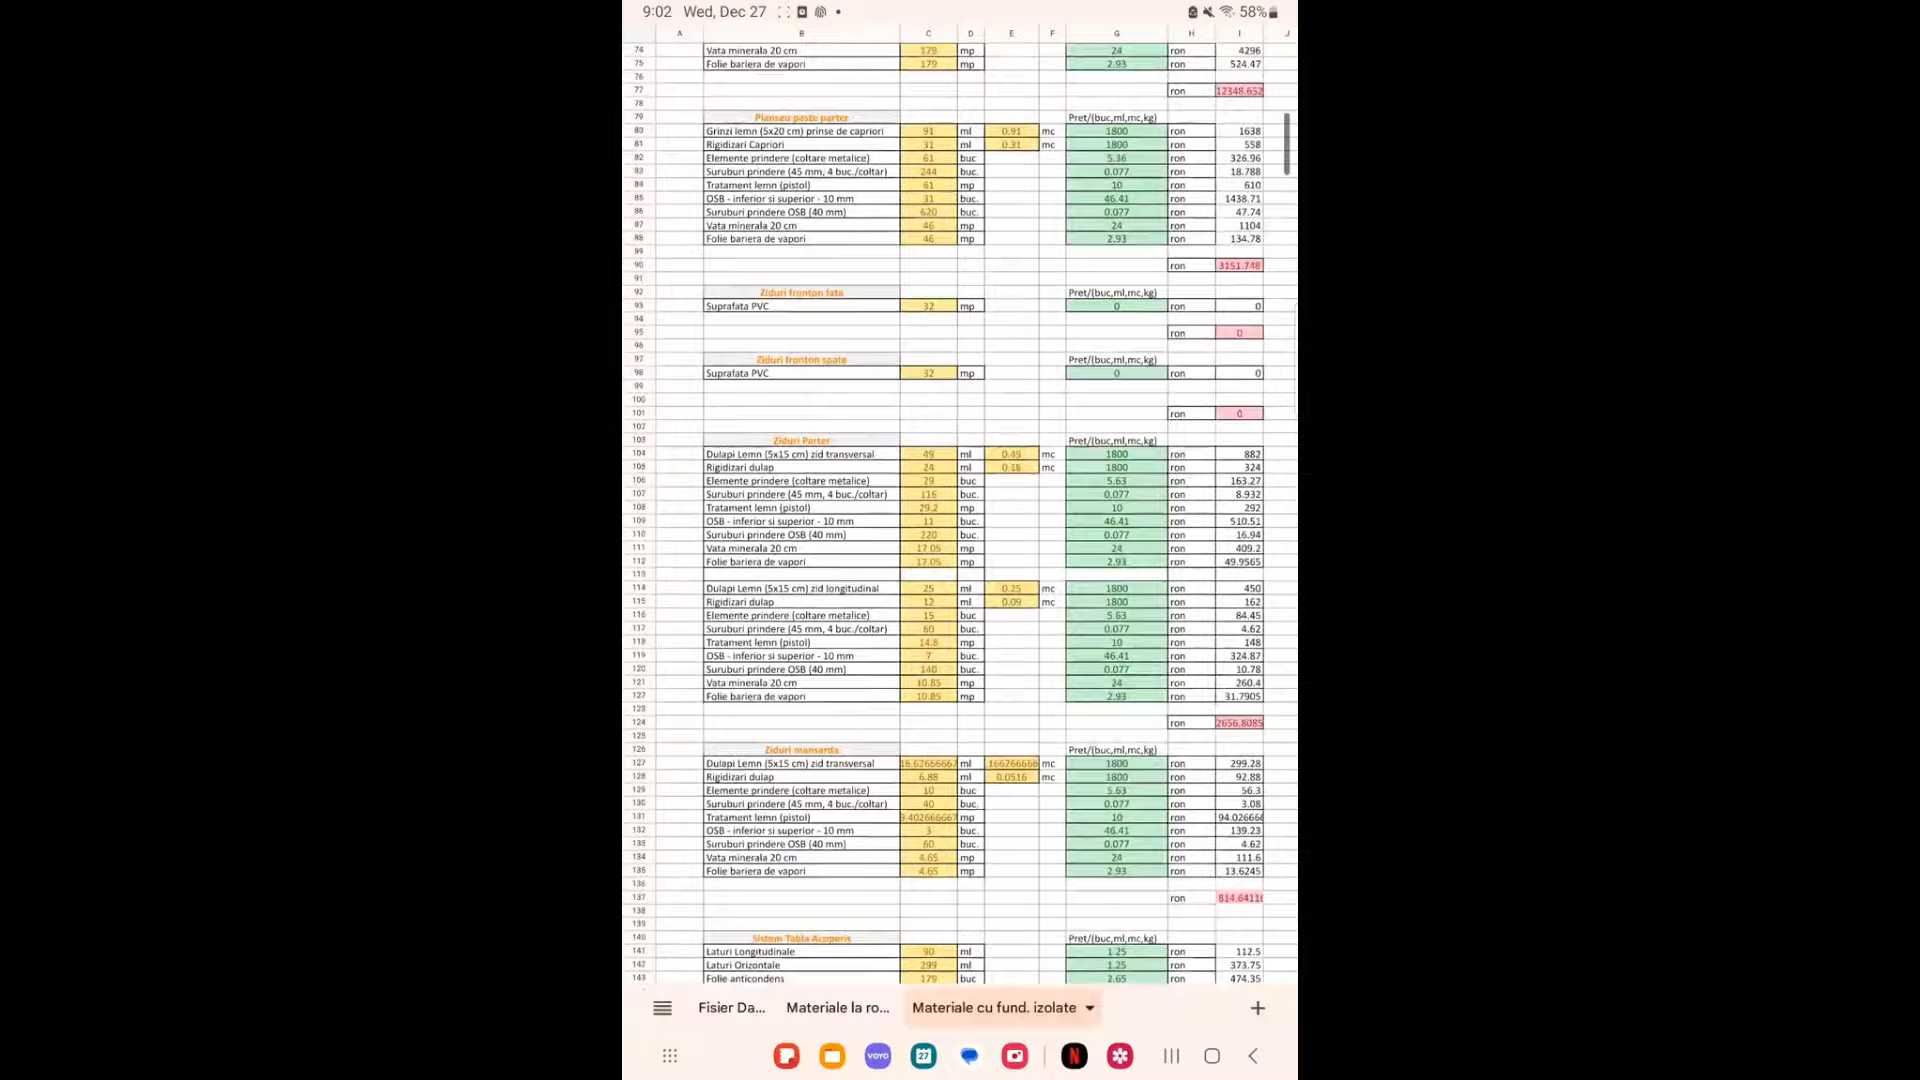 9:02 Wed, Dec 27 58%
A B C D E F G H I J
74 Vata minerala 20 cm 179 mp 24 ron 4296
75 Folie bariera de vapori 179 mp 2.93 ron 524.47
76
77 ron 12348.652
78
79 Planseu peste parter Pret/(buc,ml,mc,kg)
80 Grinzi lemn (5x20 cm) prinse de capriori 91 ml 0.91 mc 1800 ron 1638
81 Rigidizari Capriori 31 ml 0.31 mc 1800 ron 558
82 Elemente prindere (coltare metalice) 61 buc 5.36 ron 326.96
83 Suruburi prindere (45 mm, 4 buc./coltar) 244 buc. 0.077 ron 18.788
84 Tratament lemn (pistol) 61 mp 10 ron 610
85 OSB - inferior si superior - 10 mm 31 buc. 46.41 ron 1438.71
86 Suruburi prindere OSB (40 mm) 620 buc. 0.077 ron 47.74
87 Vata minerala 20 cm 46 mp 24 ron 1104
88 Folie bariera de vapori 46 mp 2.93 ron 134.78
89
90 ron 3151.748
91
92 Ziduri fronton fata Pret/(buc,ml,mc,kg)
93 Suprafata PVC 32 mp 0 ron 0
94
95 ron 0
96
97 Ziduri fronton spate Pret/(buc,ml,mc,kg)
98 Suprafata PVC 32 mp 0 ron 0
99
100
101 ron 0
102
103 Ziduri Parter Pret/(buc,ml,mc,kg)
104 Dulapi Lemn (5x15 cm) zid transversal 49 ml 0.49 mc 1800 ron 882
105 Rigidizari dulap 24 ml 0.18 mc 1800 ron 324
106 Elemente prindere (coltare metalice) 29 buc 5.63 ron 163.27
107 Suruburi prindere (45 mm, 4 buc./coltar) 116 buc. 0.077 ron 8.932
108 Tratament lemn (pistol) 29.2 mp 10 ron 292
109 OSB - inferior si superior - 10 mm 11 buc. 46.41 ron 510.51
110 Suruburi prindere OSB (40 mm) 220 buc. 0.077 ron 16.94
111 Vata minerala 20 cm 17.05 mp 24 ron 409.2
112 Folie bariera de vapori 17.05 mp 2.93 ron 49.9565
113
114 Dulapi Lemn (5x15 cm) zid longitudinal 25 ml 0.25 mc 1800 ron 450
115 Rigidizari dulap 12 ml 0.09 mc 1800 ron 162
116 Elemente prindere (coltare metalice) 15 buc 5.63 ron 84.45
117 Suruburi prindere (45 mm, 4 buc./coltar) 60 buc. 0.077 ron 4.62
118 Tratament lemn (pistol) 14.8 mp 10 ron 148
119 OSB - inferior si superior - 10 mm 7 buc. 46.41 ron 324.87
120 Suruburi prindere OSB (40 mm) 140 buc. 0.077 ron 10.78
121 Vata minerala 20 cm 10.85 mp 24 ron 260.4
122 Folie bariera de vapori 10.85 mp 2.93 ron 31.7905
123
124 ron 2656.8085
125
126 Ziduri mansarda Pret/(buc,ml,mc,kg)
127 Dulapi Lemn (5x15 cm) zid transversal 16.62666667 ml 166266666 mc 1800 ron 299.28
128 Rigidizari dulap 6.88 ml 0.0516 mc 1800 ron 92.88
129 Elemente prindere (coltare metalice) 10 buc 5.63 ron 56.3
130 Suruburi prindere (45 mm, 4 buc./coltar) 40 buc. 0.077 ron 3.08
131 Tratament lemn (pistol) 9.402666667 mp 10 ron 94.026666
132 OSB - inferior si superior - 10 mm 3 buc. 46.41 ron 139.23
133 Suruburi prindere OSB (40 mm) 60 buc. 0.077 ron 4.62
134 Vata minerala 20 cm 4.65 mp 24 ron 111.6
135 Folie bariera de vapori 4.65 mp 2.93 ron 13.6245
136
137 ron 814.64116
138
139
140 Sistem Tabla Acoperis Pret/(buc,ml,mc,kg)
141 Laturi Longitudinale 90 ml 1.25 ron 112.5
142 Laturi Orizontale 299 ml 1.25 ron 373.75
143 Folie anticondens 179 buc 2.65 ron 474.35
Fisier Da... Materiale la ro... Materiale cu fund. izolate
VOYO 27 N